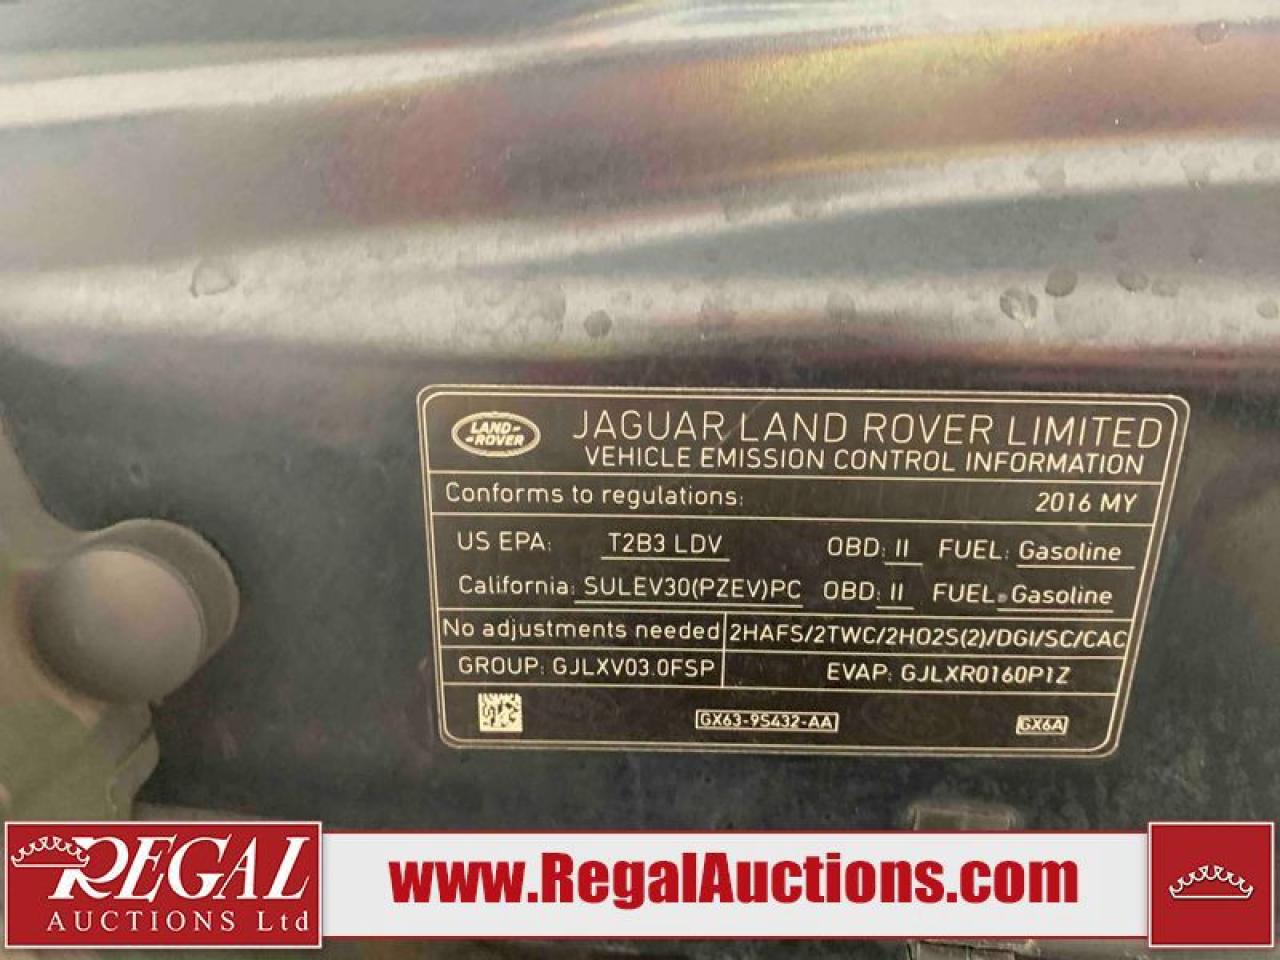 LAND-
-ROVER
JAGUAR LAND ROVER LIMITED
VEHICLE EMISSION CONTROL INFORMATION
Conforms to regulations: 2016 MY
US EPA: T2B3 LDV OBD: II FUEL: Gasoline
California: SULEV30(PZEV)PC OBD: II FUEL: Gasoline
No adjustments needed 2HAFS/2TWC/2HO2S(2)/DGI/SC/CAC
GROUP: GJLXV03.0FSP EVAP: GJLXR0160P1Z
GX63-9S432-AA GX6A
REGAL
AUCTIONS Ltd
www.RegalAuctions.com